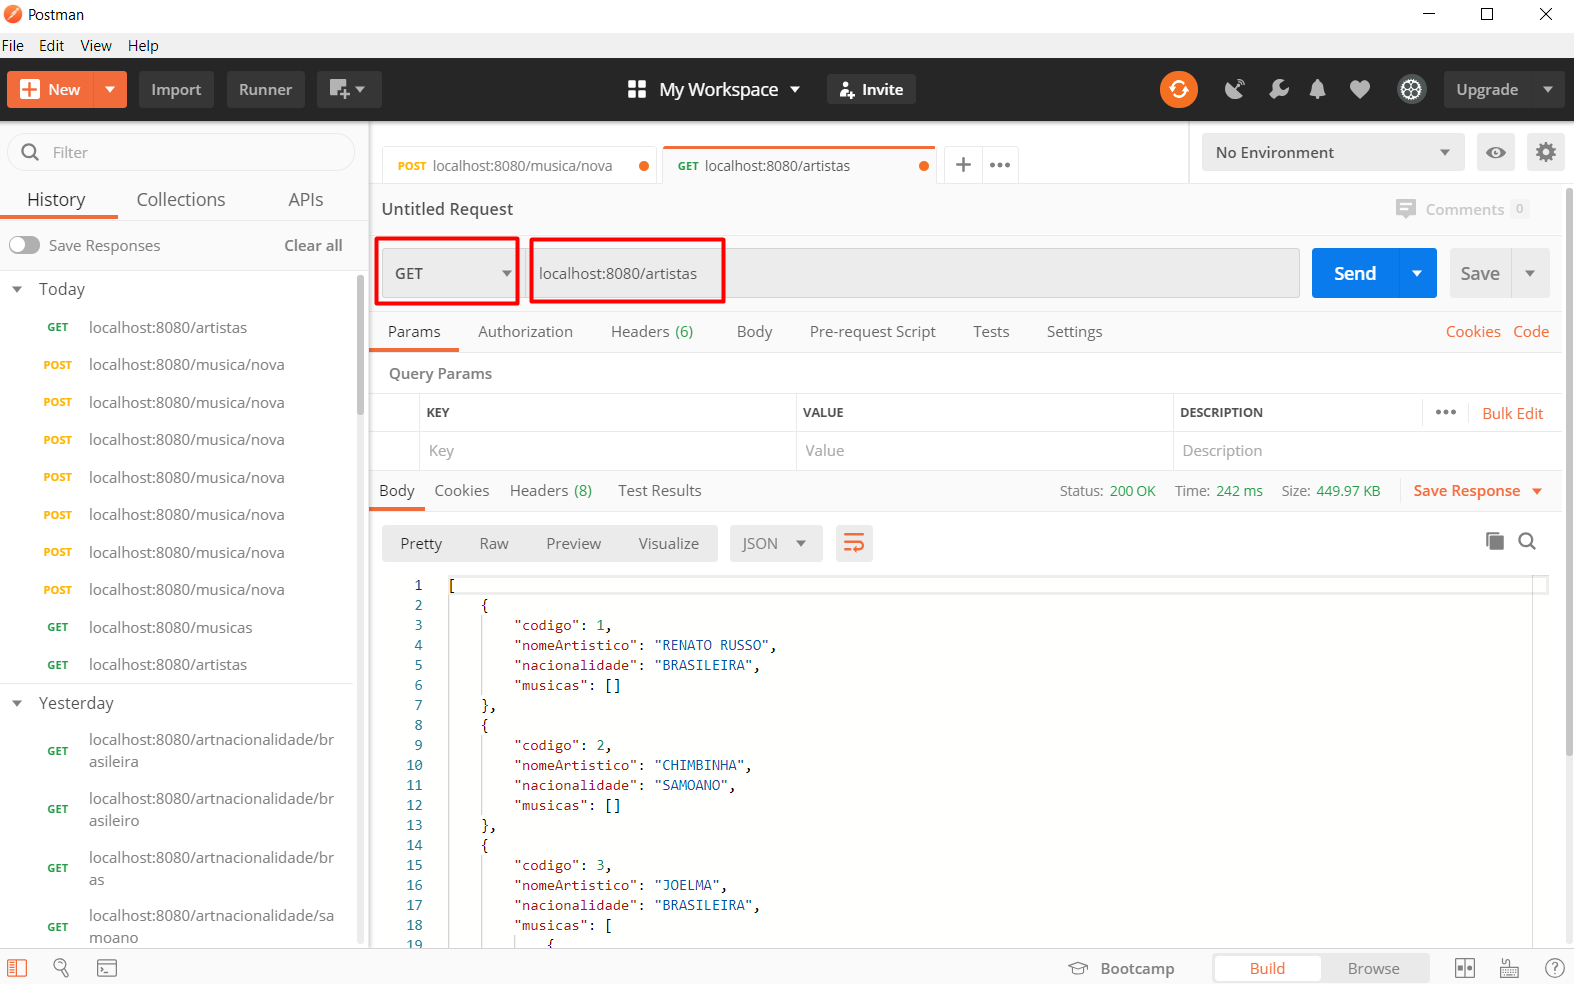 Postman
File Edit View Help
New Import Runner My Workspace Invite Upgrade
Filter
History Collections APIs
Save Responses Clear all
Today
GET localhost:8080/artistas
POST localhost:8080/musica/nova
POST localhost:8080/musica/nova
POST localhost:8080/musica/nova
POST localhost:8080/musica/nova
POST localhost:8080/musica/nova
POST localhost:8080/musica/nova
POST localhost:8080/musica/nova
GET localhost:8080/musicas
GET localhost:8080/artistas
Yesterday
GET localhost:8080/artnacionalidade/br
asileira
GET localhost:8080/artnacionalidade/br
asileiro
GET localhost:8080/artnacionalidade/br
as
GET localhost:8080/artnacionalidade/sa
moano
POST localhost:8080/musica/nova GET localhost:8080/artistas No Environment
Untitled Request Comments 0
GET localhost:8080/artistas Send Save
Params Authorization Headers (6) Body Pre-request Script Tests Settings Cookies Code
Query Params
KEY VALUE DESCRIPTION Bulk Edit
Key Value Description
Body Cookies Headers (8) Test Results Status: 200 OK Time: 242 ms Size: 449.97 KB Save Response
Pretty Raw Preview Visualize JSON
1 [
2 {
3 "codigo": 1,
4 "nomeArtistico": "RENATO RUSSO",
5 "nacionalidade": "BRASILEIRA",
6 "musicas": []
7 },
8 {
9 "codigo": 2,
10 "nomeArtistico": "CHIMBINHA",
11 "nacionalidade": "SAMOANO",
12 "musicas": []
13 },
14 {
15 "codigo": 3,
16 "nomeArtistico": "JOELMA",
17 "nacionalidade": "BRASILEIRA",
18 "musicas": [
19 {
Bootcamp Build Browse